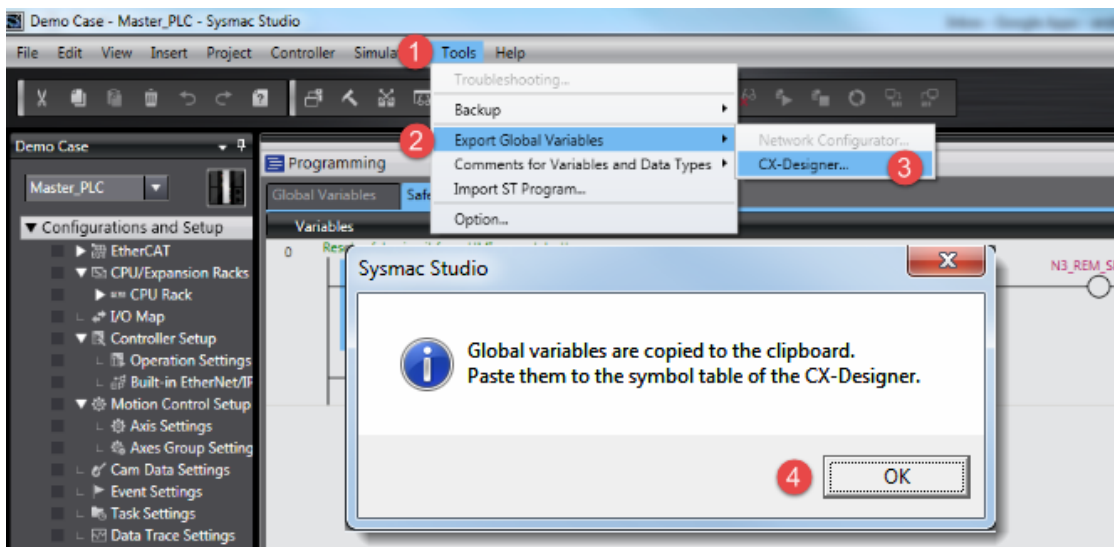 Demo Case - Master_PLC - Sysmac Studio
File Edit View Insert Project Controller Simula 1 Tools Help
Troubleshooting...
Backup
2 Export Global Variables
Network Configurator...
Comments for Variables and Data Types
CX-Designer... 3
Import ST Program...
Option...
Demo Case
Master_PLC
Configurations and Setup
EtherCAT
CPU/Expansion Racks
CPU Rack
I/O Map
Controller Setup
Operation Settings
Built-in EtherNet/IP
Motion Control Setup
Axis Settings
Axes Group Setting
Cam Data Settings
Event Settings
Task Settings
Data Trace Settings
Programming
Global Variables Safe
Variables
0
N3_REM_S
Sysmac Studio
Global variables are copied to the clipboard.
Paste them to the symbol table of the CX-Designer.
4 OK